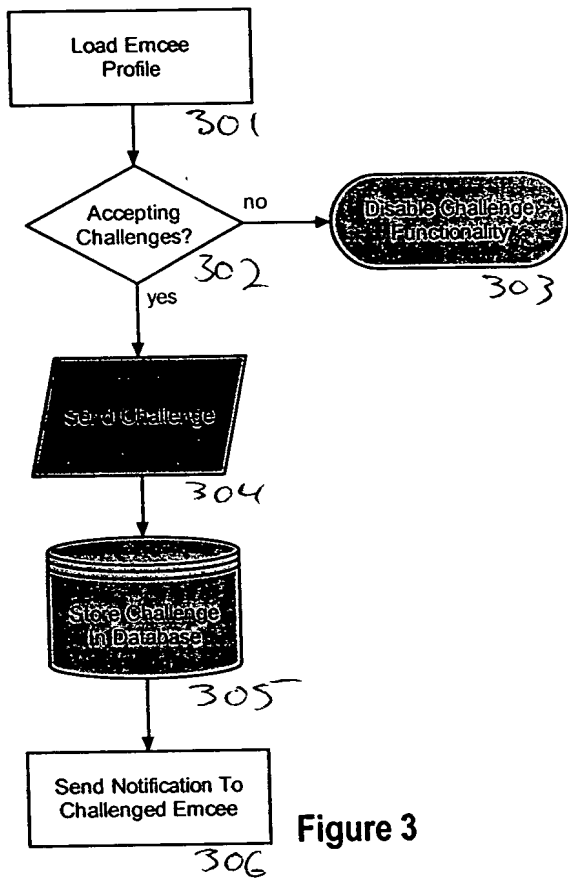 Load Emcee
Profile
301
Accepting
Challenges?
302
no
Disable Challenge
Functionality
303
yes
Send Challenge
304
Store Challenge
In Database
305
Send Notification To
Challenged Emcee
306
Figure 3